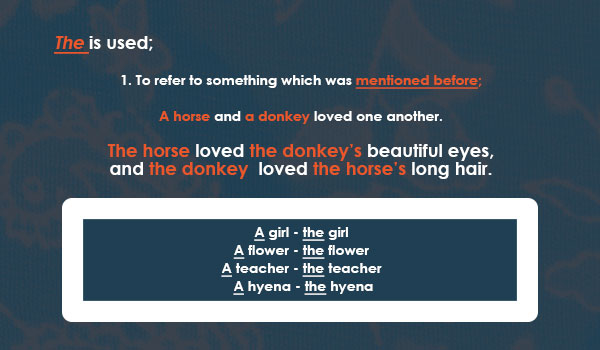 The is used;
1. To refer to something which was mentioned before;
A horse and a donkey loved one another.
The horse loved the donkey's beautiful eyes,
and the donkey loved the horse's long hair.
A girl - the girl
A flower - the flower
A teacher - the teacher
A hyena - the hyena